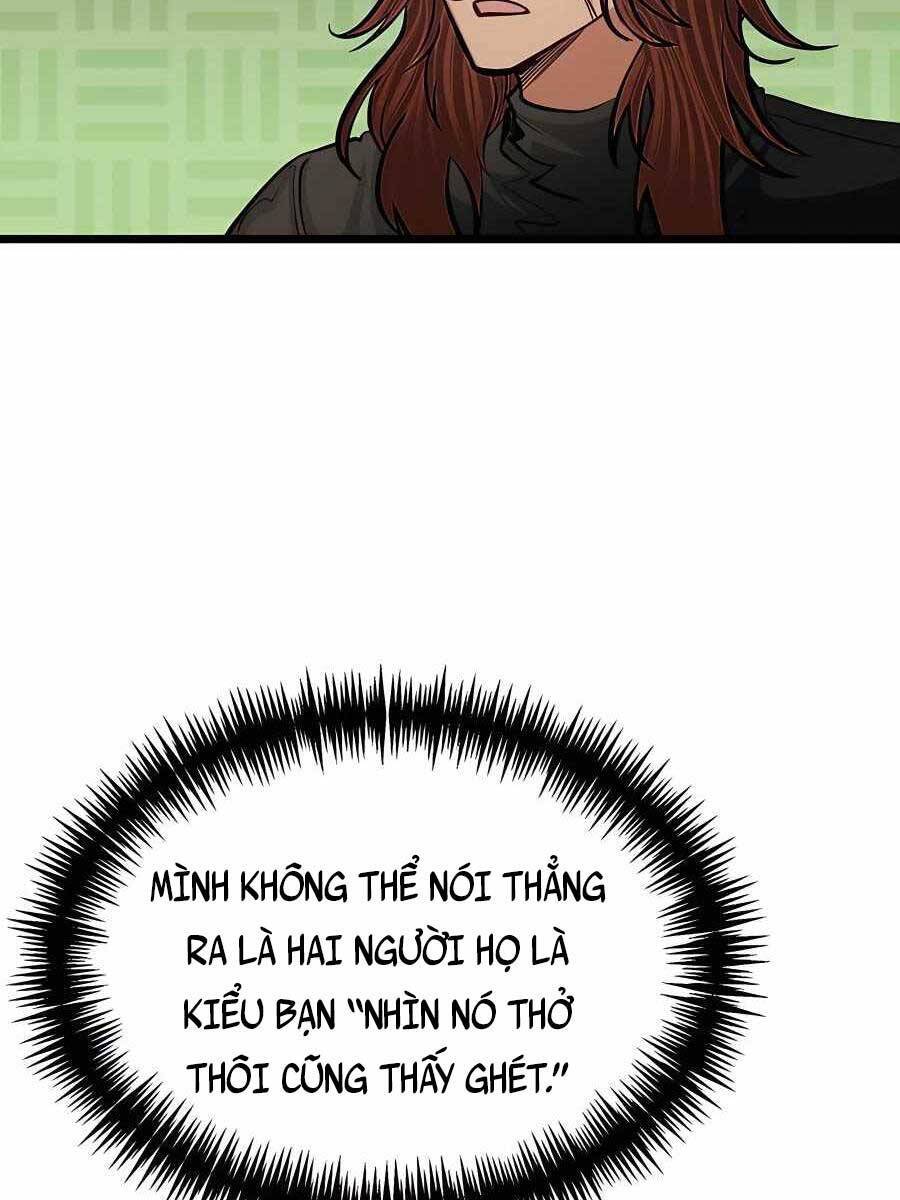 MÌNH KHÔNG THỂ NÓI THẲNG
RA LÀ HAI NGƯỜI HỌ LÀ
KIỂU BẠN “NHÌN NÓ THỞ
THÔI CŨNG THẤY GHÉT.”